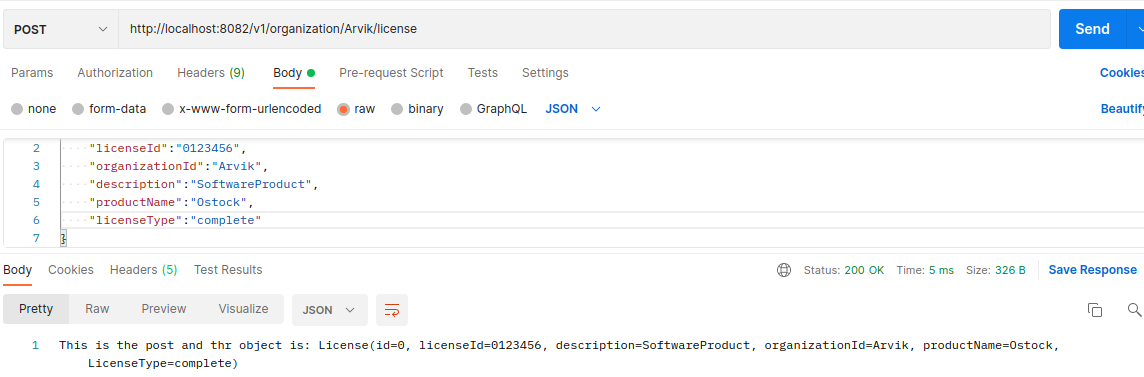 POST http://localhost:8082/v1/organization/Arvik/license Send
Params Authorization Headers (9) Body Pre-request Script Tests Settings Cookies
none form-data x-www-form-urlencoded raw binary GraphQL JSON Beautify
2 "licenseId":"0123456",
3 "organizationId":"Arvik",
4 "description":"SoftwareProduct",
5 "productName":"Ostock",
6 "licenseType":"complete"
7 }
Body Cookies Headers (5) Test Results Status: 200 OK Time: 5 ms Size: 326 B Save Response
Pretty Raw Preview Visualize JSON
1 This is the post and thr object is: License(id=0, licenseId=0123456, description=SoftwareProduct, organizationId=Arvik, productName=Ostock,
LicenseType=complete)